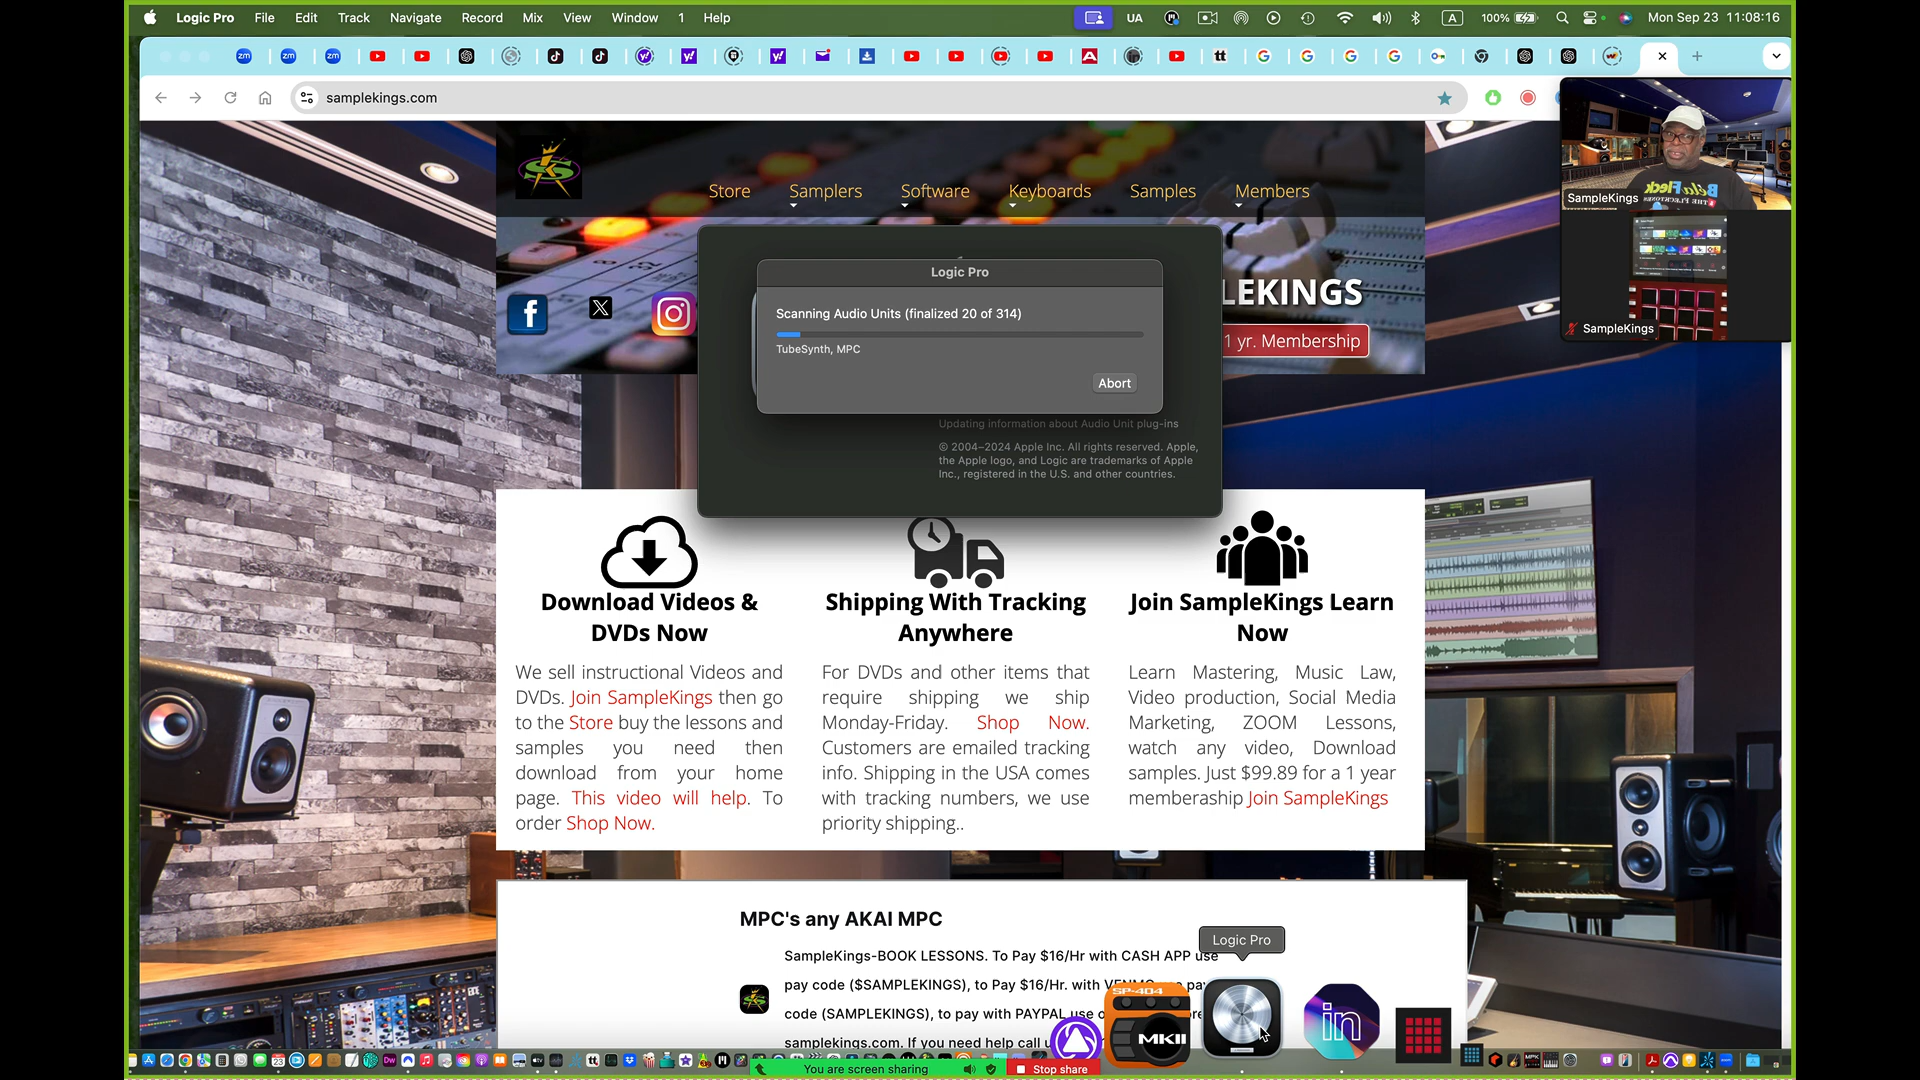 Logic Pro File Edit Track Navigate Record Mix View Window 1 Help
UA
A
100%
Mon Sep 23 11:08:16
samplekings.com
Store Samplers Software Keyboards Samples Members
LEKINGS
1 yr. Membership
Logic Pro
Scanning Audio Units (finalized 20 of 314)
TubeSynth, MPC
Abort
Updating information about Audio Unit plug-ins
© 2004–2024 Apple Inc. All rights reserved. Apple,
the Apple logo, and Logic are trademarks of Apple
Inc., registered in the U.S. and other countries.
SampleKings
SampleKings
Download Videos &
DVDs Now
We sell instructional Videos and
DVDs. Join SampleKings then go
to the Store buy the lessons and
samples you need then
download from your home
page. This video will help. To
order Shop Now.
Shipping With Tracking
Anywhere
For DVDs and other items that
require shipping we ship
Monday-Friday. Shop Now.
Customers are emailed tracking
info. Shipping in the USA comes
with tracking numbers, we use
priority shipping..
Join SampleKings Learn
Now
Learn Mastering, Music Law,
Video production, Social Media
Marketing, ZOOM Lessons,
watch any video, Download
samples. Just $99.89 for a 1 year
memberaship Join SampleKings
MPC's any AKAI MPC
SampleKings-BOOK LESSONS. To Pay $16/Hr with CASH APP use
pay code ($SAMPLEKINGS), to Pay $16/Hr. with
code (SAMPLEKINGS), to pay with PAYPAL use
samplekings.com. If you need help call
Logic Pro
SP-404
MKII
in
You are screen sharing
Stop share